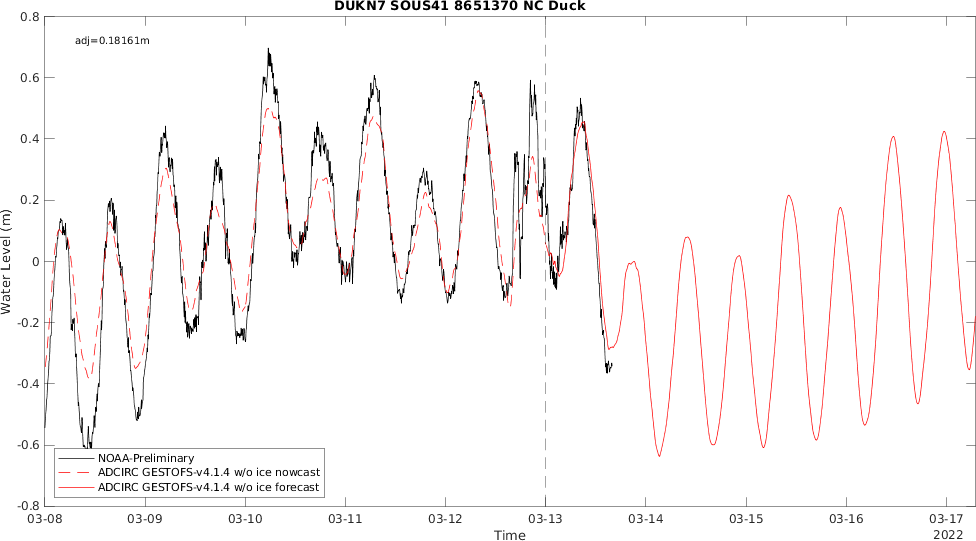 DUKN7 SOUS41 8651370 NC Duck
adj=0.18161m
0.8
0.6
0.4
0.2
0
-0.2
-0.4
-0.6
-0.8
Water Level (m)
NOAA-Preliminary
ADCIRC GESTOFS-v4.1.4 w/o ice nowcast
ADCIRC GESTOFS-v4.1.4 w/o ice forecast
03-08 03-09 03-10 03-11 03-12 03-13 03-14 03-15 03-16 03-17
Time
2022